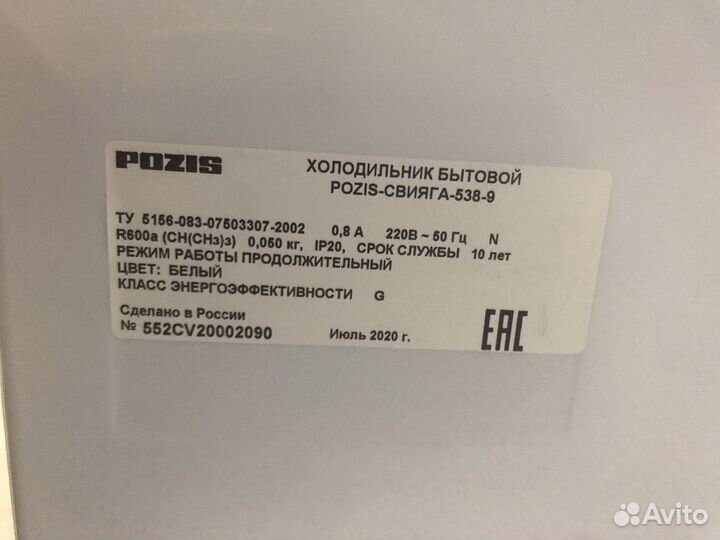 POZIS
ХОЛОДИЛЬНИК БЫТОВОЙ
POZIS-СВИЯГА-538-9
ТУ 5156-083-07503307-2002 0,8 А 220В ~ 50 Гц N
R600a (CH(CH₃)₃) 0,050 кг, IP20, СРОК СЛУЖБЫ 10 лет
РЕЖИМ РАБОТЫ ПРОДОЛЖИТЕЛЬНЫЙ
ЦВЕТ: БЕЛЫЙ
КЛАСС ЭНЕРГОЭФФЕКТИВНОСТИ G
Сделано в России
№ 552CV20002090 Июль 2020 г.
EAC
Avito